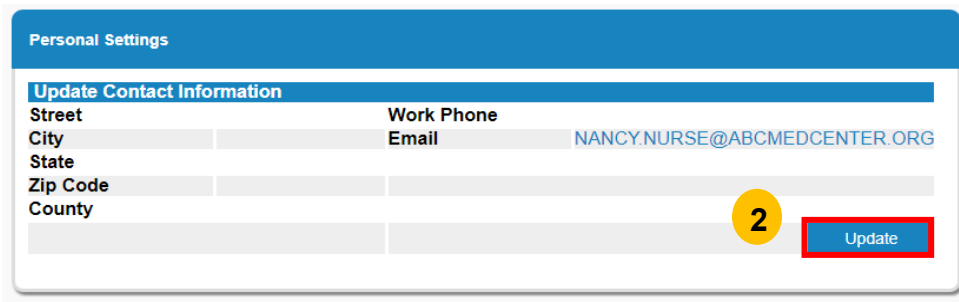 Personal Settings
Update Contact Information
Street Work Phone
City Email NANCY.NURSE@ABCMEDCENTER.ORG
State
Zip Code
County
2
Update